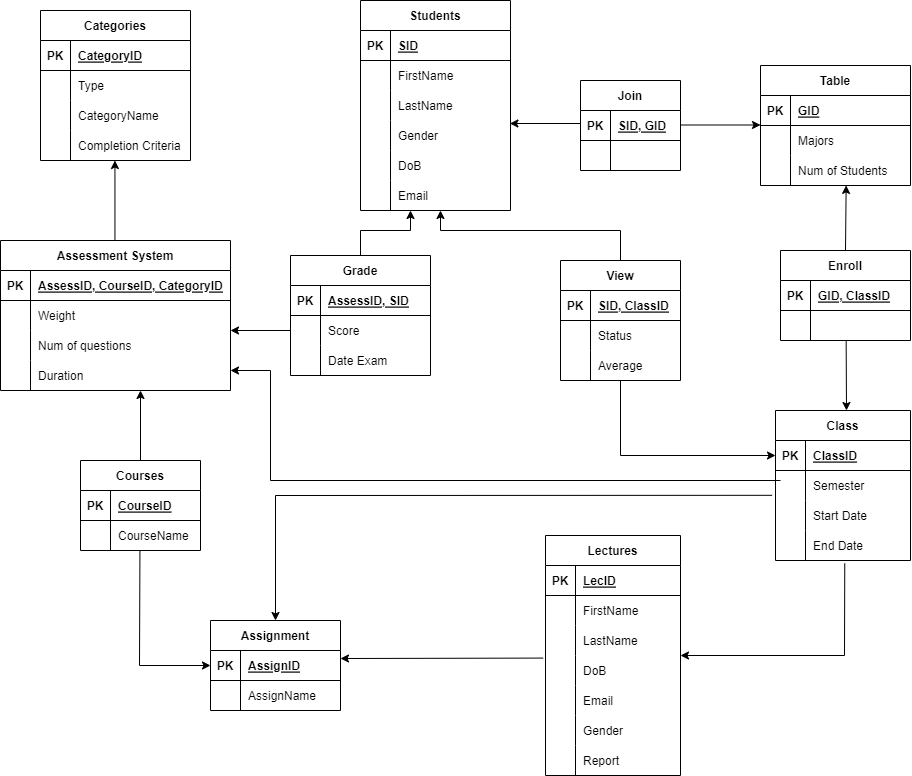 Categories
PK CategoryID
Type
CategoryName
Completion Criteria
Students
PK SID
FirstName
LastName
Gender
DoB
Email
Join
PK SID, GID
Table
PK GID
Majors
Num of Students
Assessment System
PK AssessID, CourseID, CategoryID
Weight
Num of questions
Duration
Grade
PK AssessID, SID
Score
Date Exam
View
PK SID, ClassID
Status
Average
Enroll
PK GID, ClassID
Class
PK ClassID
Semester
Start Date
End Date
Courses
PK CourseID
CourseName
Lectures
PK LecID
FirstName
LastName
DoB
Email
Gender
Report
Assignment
PK AssignID
AssignName